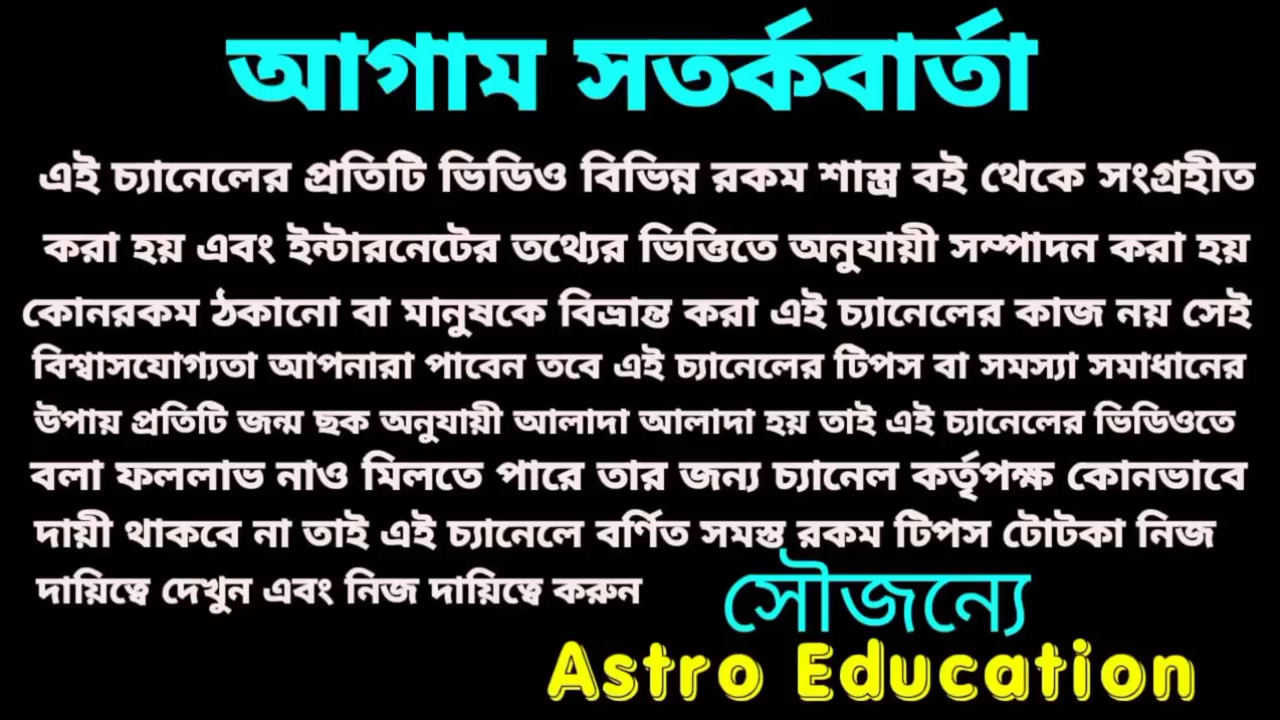 আগাম সতর্কবার্তা
এই চ্যানেলের প্রতিটি ভিডিও বিভিন্ন রকম শাস্ত্র বই থেকে সংগ্রহীত
করা হয় এবং ইন্টারনেটের তথ্যের ভিত্তিতে অনুযায়ী সম্পাদন করা হয়
কোনরকম ঠকানো বা মানুষকে বিভ্রান্ত করা এই চ্যানেলের কাজ নয় সেই
বিশ্বাসযোগ্যতা আপনারা পাবেন তবে এই চ্যানেলের টিপস বা সমস্যা সমাধানের
উপায় প্রতিটি জন্ম ছক অনুযায়ী আলাদা আলাদা হয় তাই এই চ্যানেলের ভিডিওতে
বলা ফললাভ নাও মিলতে পারে তার জন্য চ্যানেল কর্তৃপক্ষ কোনভাবে
দায়ী থাকবে না তাই এই চ্যানেলে বর্ণিত সমস্ত রকম টিপস টোটকা নিজ
দায়িত্বে দেখুন এবং নিজ দায়িত্বে করুন
সৌজন্যে
Astro Education